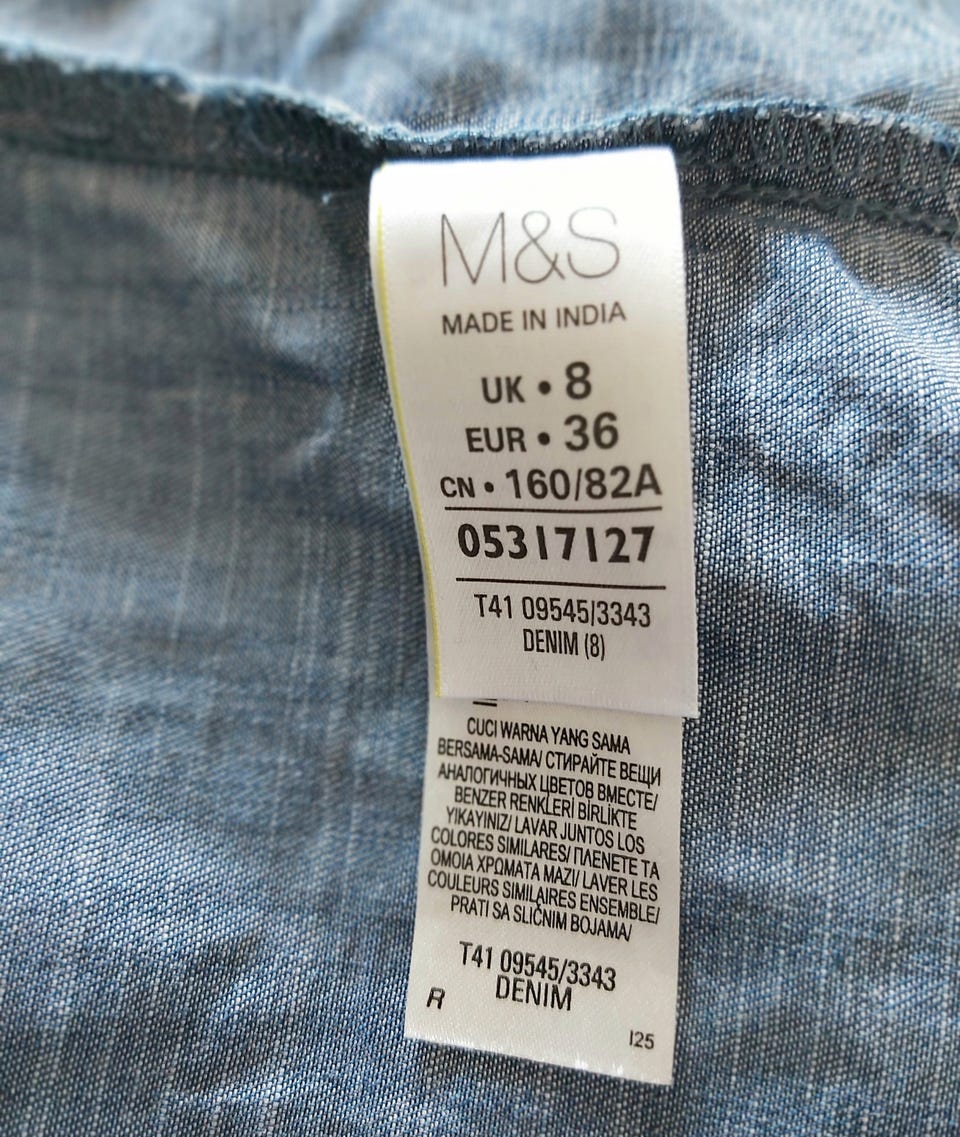 M&S
MADE IN INDIA
UK • 8
EUR • 36
CN • 160/82A
05317127
T41 09545/3343
DENIM (8)
CUCI WARNA YANG SAMA
BERSAMA-SAMA/ СТИРАЙТЕ ВЕЩИ
АНАЛОГИЧНЫХ ЦВЕТОВ ВМЕСТЕ/
BENZER RENKLERİ BİRLİKTE
YIKAYINIZ/ LAVAR JUNTOS LOS
COLORES SIMILARES/ ΠΛΕΝΕΤΕ ΤΑ
ΟΜΟΙΑ ΧΡΩΜΑΤΑ ΜΑΖΙ/ LAVER LES
COULEURS SIMILAIRES ENSEMBLE/
PRATI SA SLIČNIM BOJAMA/
T41 09545/3343
DENIM
R
I25